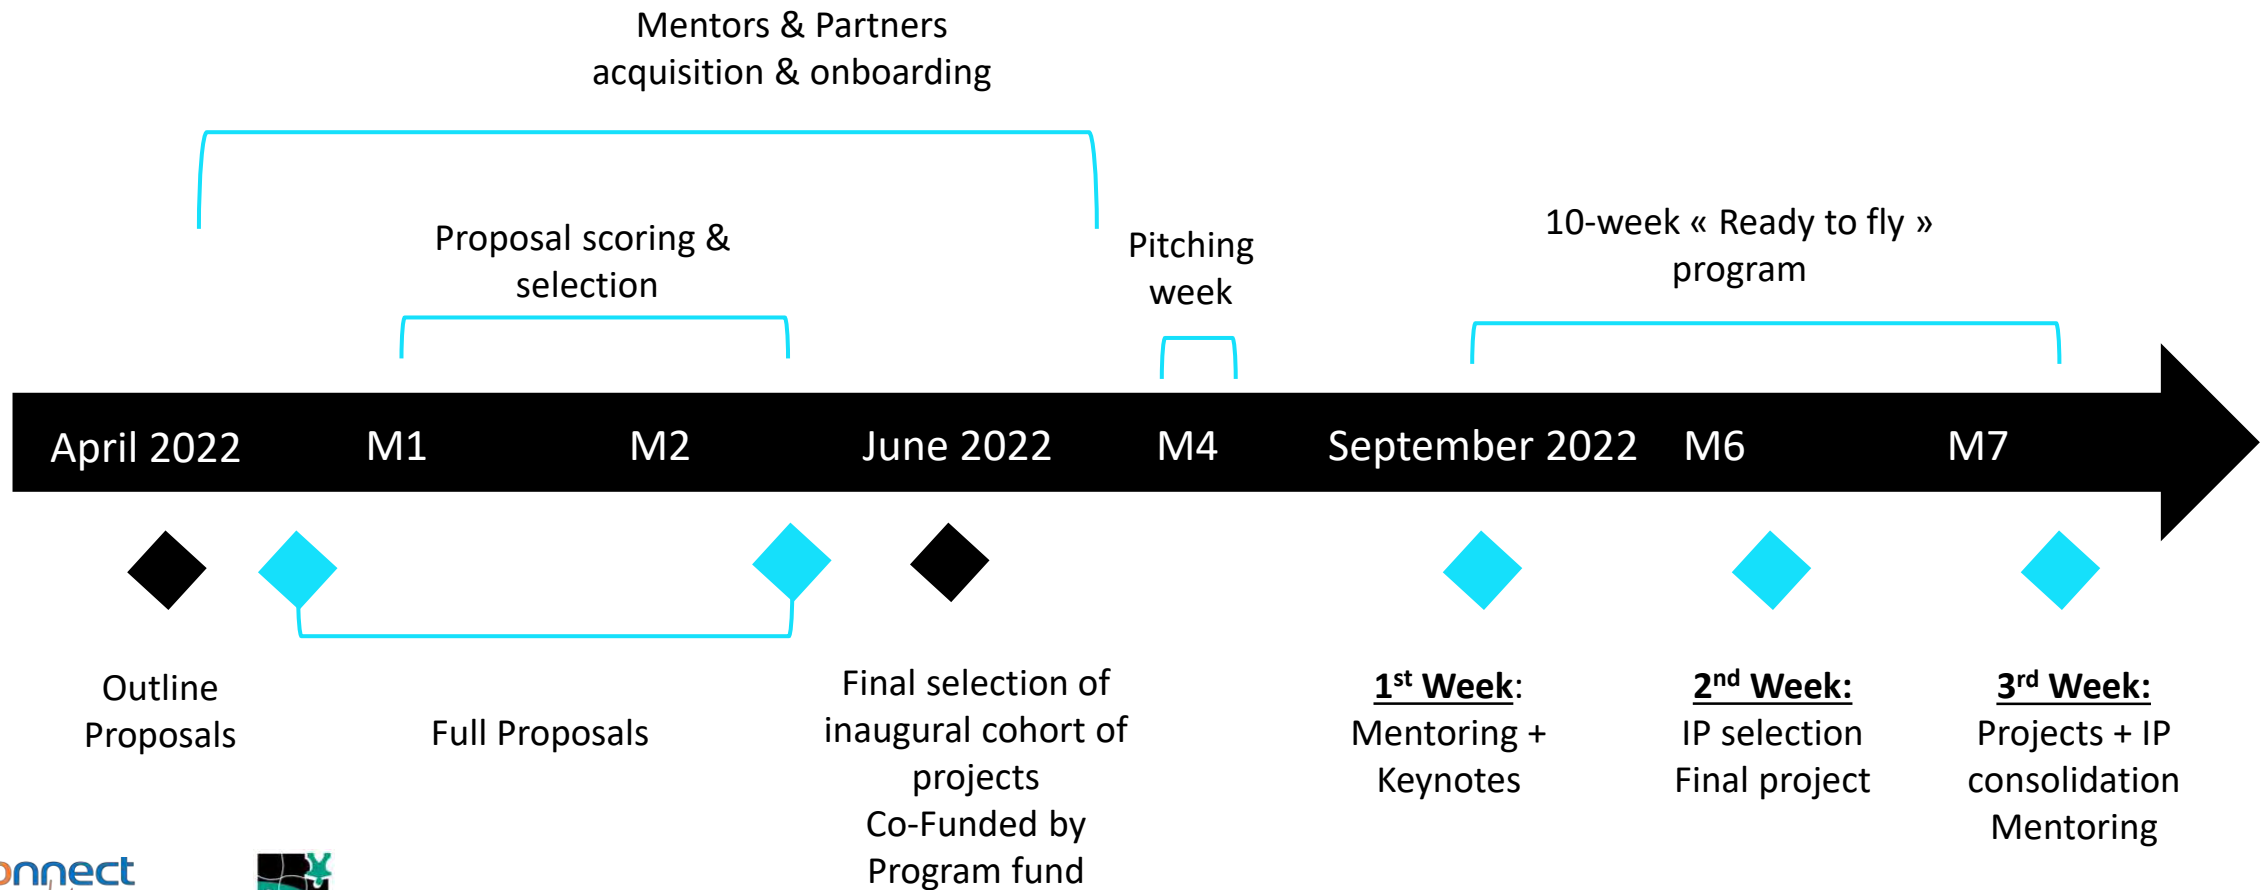 Mentors & Partners
acquisition & onboarding
Proposal scoring &
selection
Pitching
week
10-week « Ready to fly »
program
April 2022
M1
M2
June 2022
M4
September 2022
M6
M7
Outline
Proposals
Full Proposals
Final selection of
inaugural cohort of
projects
Co-Funded by
Program fund
1st Week:
Mentoring +
Keynotes
2nd Week:
IP selection
Final project
3rd Week:
Projects + IP
consolidation
Mentoring
onnect